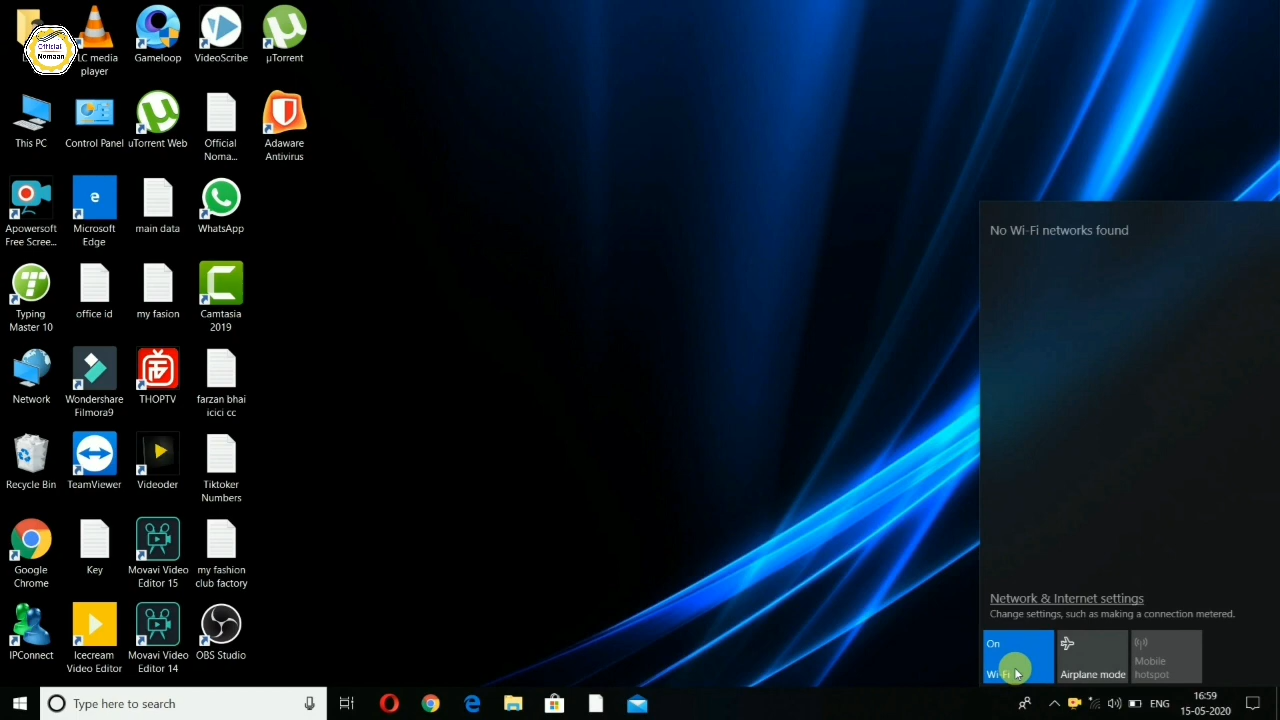 Official
Nomaan
LC media
player
Gameloop
VideoScribe
µTorrent
This PC
Control Panel
uTorrent Web
Official
Noma...
Adaware
Antivirus
Apowersoft
Free Scree...
Microsoft
Edge
main data
WhatsApp
Typing
Master 10
office id
my fasion
Camtasia
2019
Network
Wondershare
Filmora9
THOPTV
farzan bhai
icici cc
Recycle Bin
TeamViewer
Videoder
Tiktoker
Numbers
Google
Chrome
Key
Movavi Video
Editor 15
my fashion
club factory
IPConnect
Icecream
Video Editor
Movavi Video
Editor 14
OBS Studio
No Wi-Fi networks found
Network & Internet settings
Change settings, such as making a connection metered.
On
Wi-Fi
Airplane mode
Mobile
hotspot
Type here to search
ENG
16:59
15-05-2020